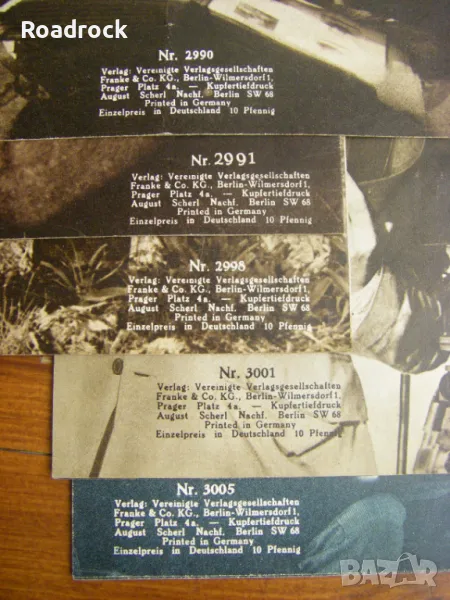 Roadrock
Nr. 2990
Verlag: Vereinigte Verlagsgesellschaften
Franke & Co. KG., Berlin-Wilmersdorf 1,
Prager Platz 4a. — Kupfertiefdruck
August Scherl Nachf. Berlin SW 68
Printed in Germany
Einzelpreis in Deutschland 10 Pfennig
Nr. 2991
Verlag: Vereinigte Verlagsgesellschaften
Franke & Co. KG., Berlin-Wilmersdorf 1,
Prager Platz 4a. — Kupfertiefdruck
August Scherl Nachf. Berlin SW 68
Printed in Germany
Einzelpreis in Deutschland 10 Pfennig
Nr. 2998
Verlag: Vereinigte Verlagsgesellschaften
Franke & Co. KG., Berlin-Wilmersdorf 1,
Prager Platz 4a. — Kupfertiefdruck
August Scherl Nachf. Berlin SW 68
Printed in Germany
Einzelpreis in Deutschland 10 Pfennig
Nr. 3001
Verlag: Vereinigte Verlagsgesellschaften
Franke & Co. KG., Berlin-Wilmersdorf 1,
Prager Platz 4a. — Kupfertiefdruck
August Scherl Nachf. Berlin SW 68
Printed in Germany
Einzelpreis in Deutschland 10 Pfennig
Nr. 3005
Verlag: Vereinigte Verlagsgesellschaften
Franke & Co. KG., Berlin-Wilmersdorf 1,
Prager Platz 4a. — Kupfertiefdruck
August Scherl Nachf. Berlin SW 68
Printed in Germany
Einzelpreis in Deutschland 10 Pfennig
BAZAR.bg